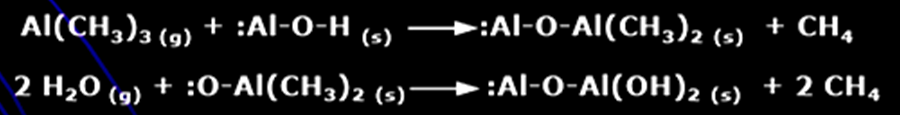 Al(CH₃)₃ (g) + :Al-O-H (s) ⟶ :Al-O-Al(CH₃)₂ (s) + CH₄
2 H₂O (g) + :O-Al(CH₃)₂ (s) ⟶ :Al-O-Al(OH)₂ (s) + 2 CH₄